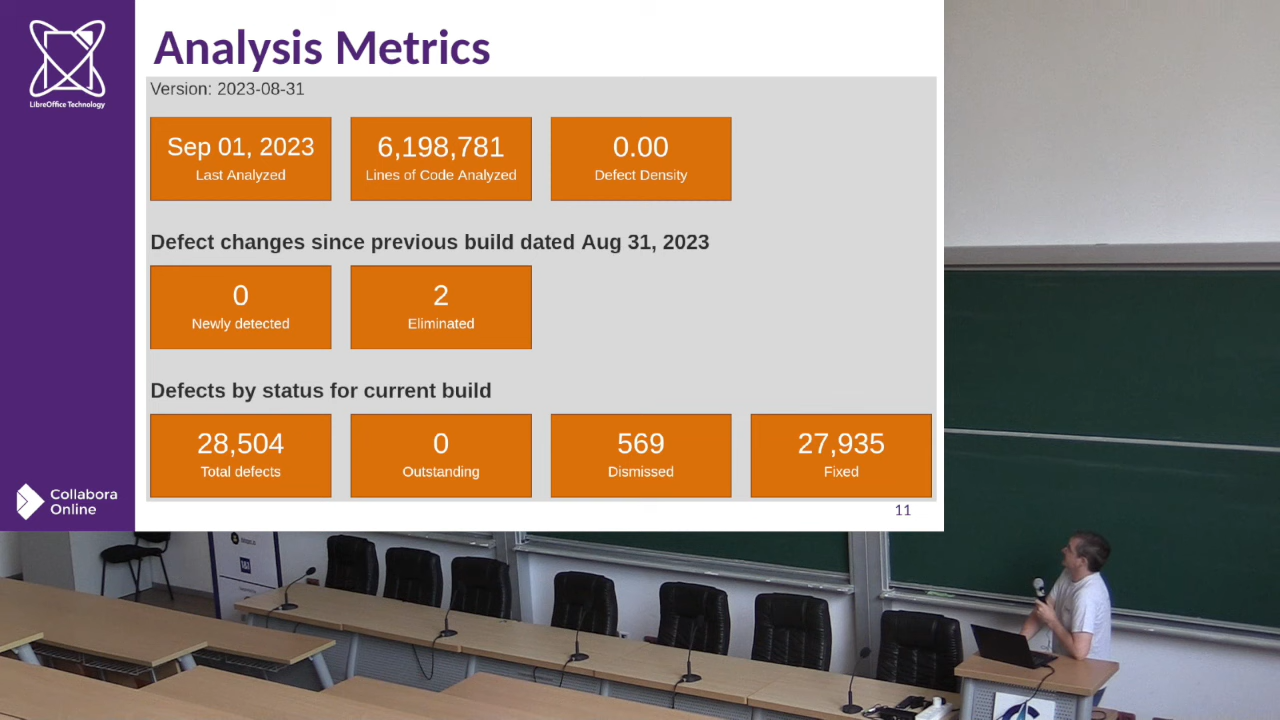 LibreOffice Technology
Analysis Metrics
Version: 2023-08-31
Sep 01, 2023
Last Analyzed
6,198,781
Lines of Code Analyzed
0.00
Defect Density
Defect changes since previous build dated Aug 31, 2023
0
Newly detected
2
Eliminated
Defects by status for current build
28,504
Total defects
0
Outstanding
569
Dismissed
27,935
Fixed
Collabora
Online
11